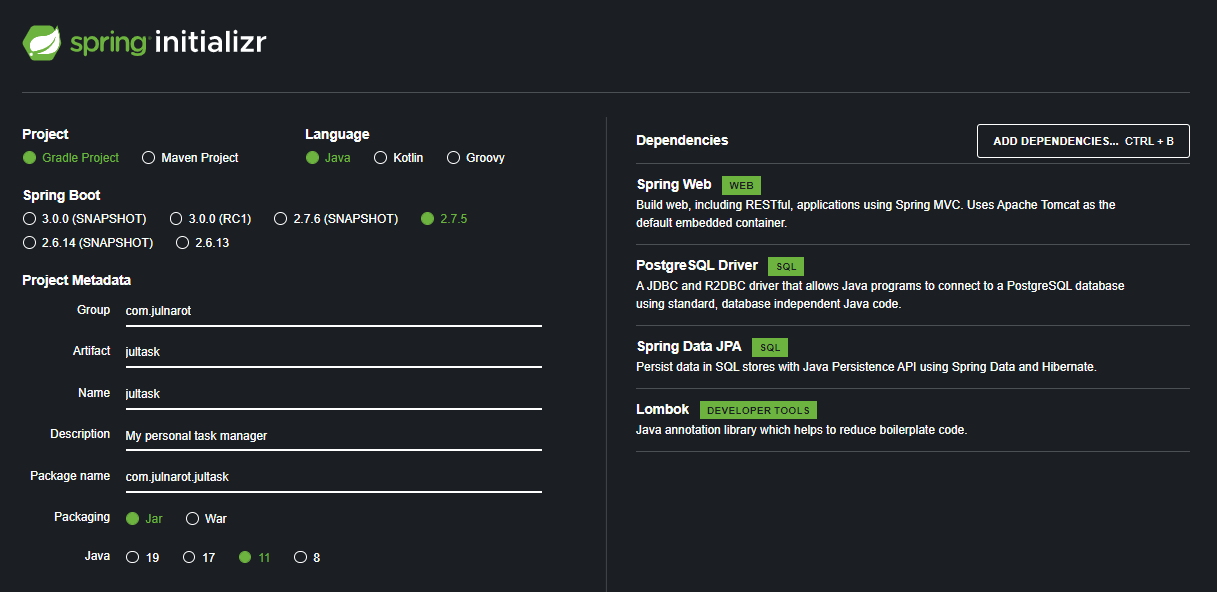 spring initializr
Project
Gradle Project Maven Project
Language
Java Kotlin Groovy
Spring Boot
3.0.0 (SNAPSHOT) 3.0.0 (RC1) 2.7.6 (SNAPSHOT) 2.7.5
2.6.14 (SNAPSHOT) 2.6.13
Project Metadata
Group com.julnarot
Artifact jultask
Name jultask
Description My personal task manager
Package name com.julnarot.jultask
Packaging Jar War
Java 19 17 11 8
Dependencies
ADD DEPENDENCIES... CTRL + B
Spring Web WEB
Build web, including RESTful, applications using Spring MVC. Uses Apache Tomcat as the
default embedded container.
PostgreSQL Driver SQL
A JDBC and R2DBC driver that allows Java programs to connect to a PostgreSQL database
using standard, database independent Java code.
Spring Data JPA SQL
Persist data in SQL stores with Java Persistence API using Spring Data and Hibernate.
Lombok DEVELOPER TOOLS
Java annotation library which helps to reduce boilerplate code.